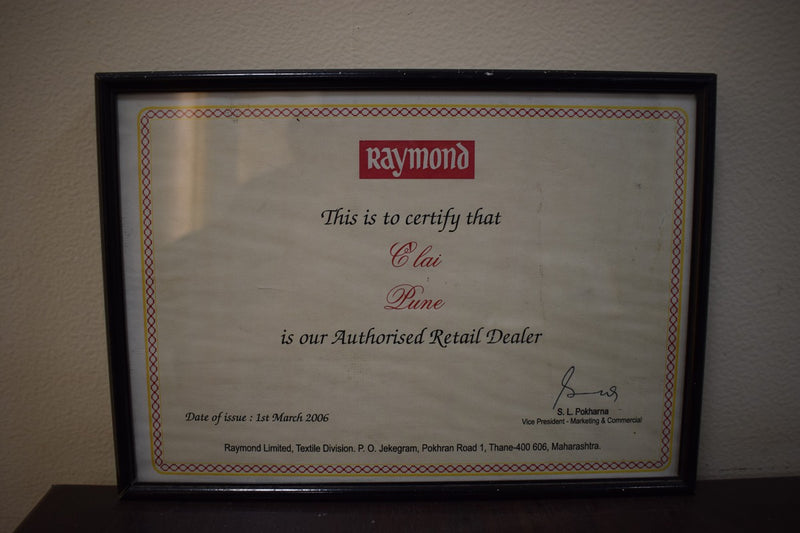 Raymond
This is to certify that
C'lai
Pune
is our Authorised Retail Dealer
Date of issue : 1st March 2006
S. L. Pokharna
Vice President - Marketing & Commercial
Raymond Limited, Textile Division. P. O. Jekegram, Pokhran Road 1, Thane-400 606, Maharashtra.